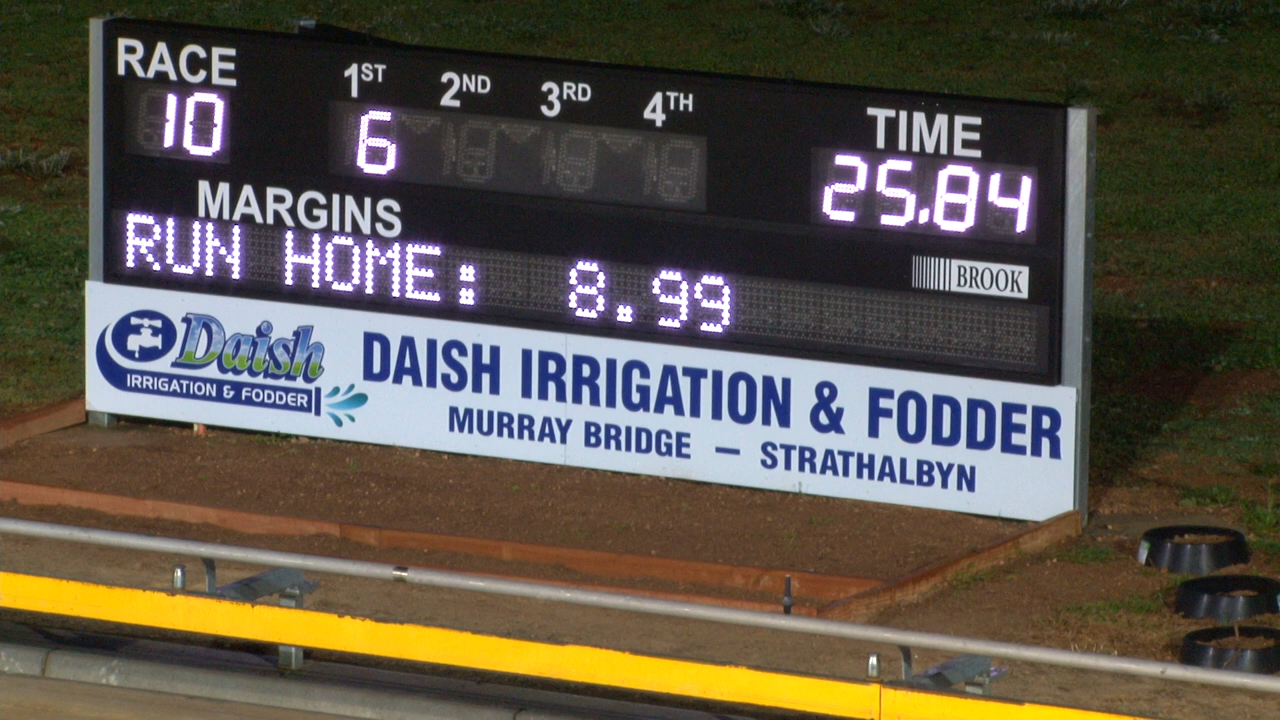 RACE 1ST 2ND 3RD 4TH TIME
10 6 25.84
MARGINS
RUN HOME: 8.99
BROOK
Daish
IRRIGATION & FODDER
DAISH IRRIGATION & FODDER
MURRAY BRIDGE — STRATHALBYN